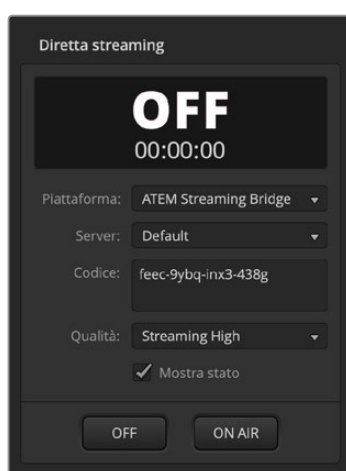 Diretta streaming
OFF
00:00:00
Piattaforma: ATEM Streaming Bridge
Server: Default
Codice: feec-9ybq-inx3-438g
Qualità: Streaming High
Mostra stato
OFF ON AIR